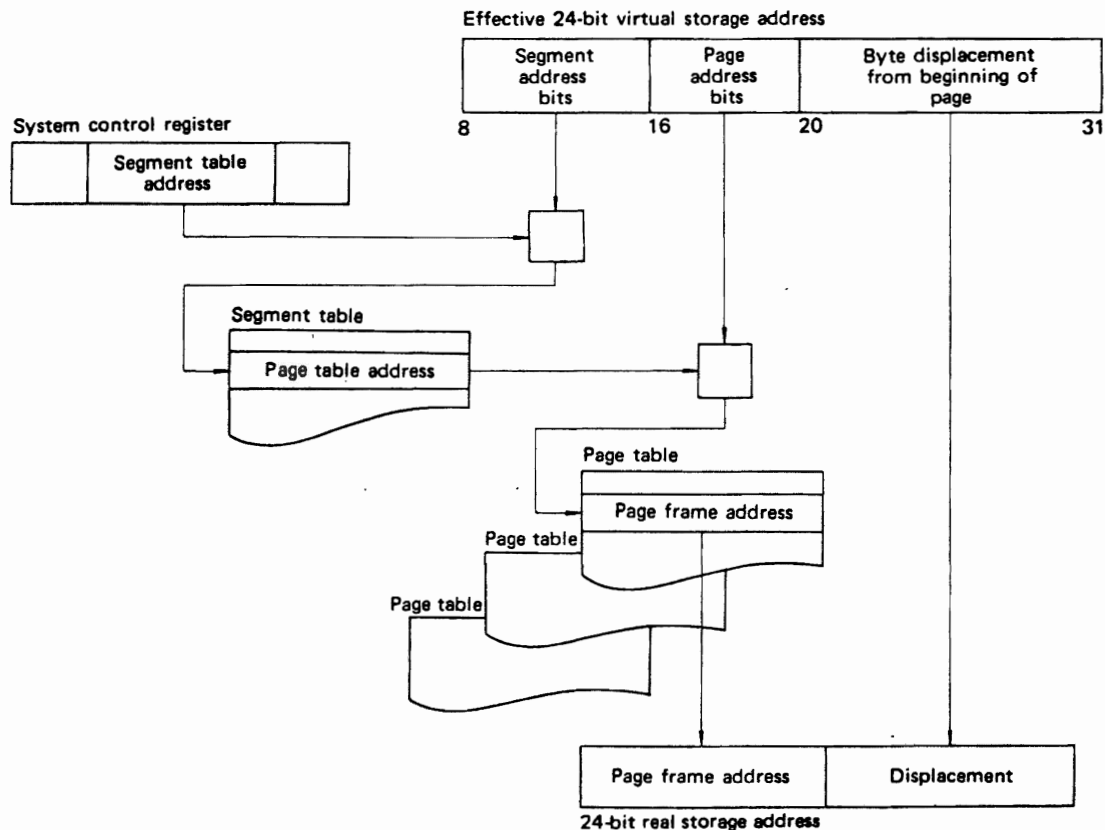 Effective 24-bit virtual storage address
Segment
address
bits
Page
address
bits
Byte displacement
from beginning of
page
8
16
20
31
System control register
Segment table
address
Segment table
Page table address
Page table
Page frame address
Page table
Page table
Page frame address
Displacement
24-bit real storage address